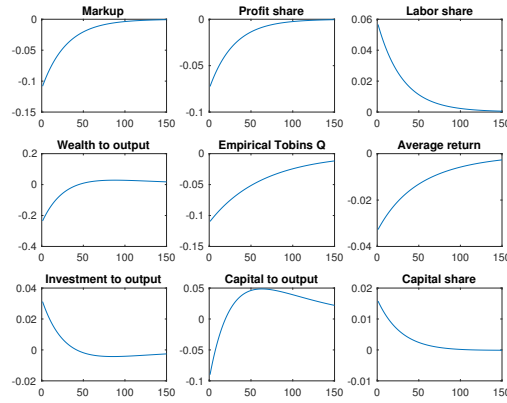 Markup
Profit share
Labor share
0
-0.05
-0.1
-0.15
0 50 100 150
0
-0.05
-0.1
0 50 100 150
0.06
0.04
0.02
0
0 50 100 150
Wealth to output
Empirical Tobins Q
Average return
0.2
0
-0.2
-0.4
0 50 100 150
0
-0.05
-0.1
-0.15
0 50 100 150
0
-0.02
-0.04
0 50 100 150
Investment to output
Capital to output
Capital share
0.04
0.02
0
-0.02
0 50 100 150
0.05
0
-0.05
-0.1
0 50 100 150
0.02
0.01
0
-0.01
0 50 100 150